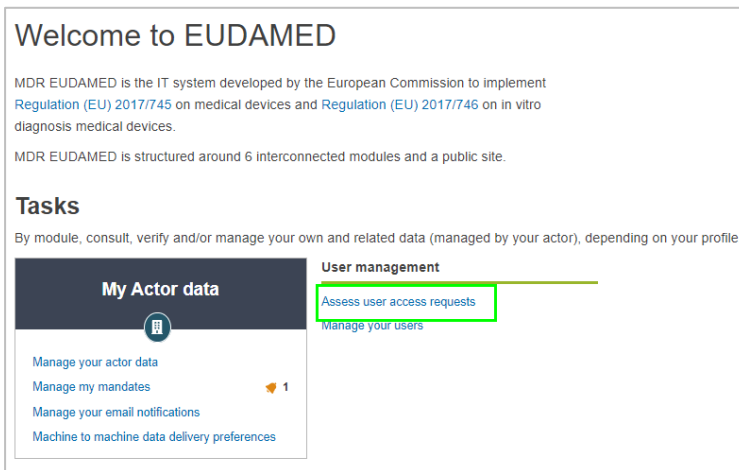 Welcome to EUDAMED
MDR EUDAMED is the IT system developed by the European Commission to implement
Regulation (EU) 2017/745 on medical devices and Regulation (EU) 2017/746 on in vitro
diagnosis medical devices.
MDR EUDAMED is structured around 6 interconnected modules and a public site.
Tasks
By module, consult, verify and/or manage your own and related data (managed by your actor), depending on your profile
My Actor data
Manage your actor data
Manage my mandates 1
Manage your email notifications
Machine to machine data delivery preferences
User management
Assess user access requests
Manage your users